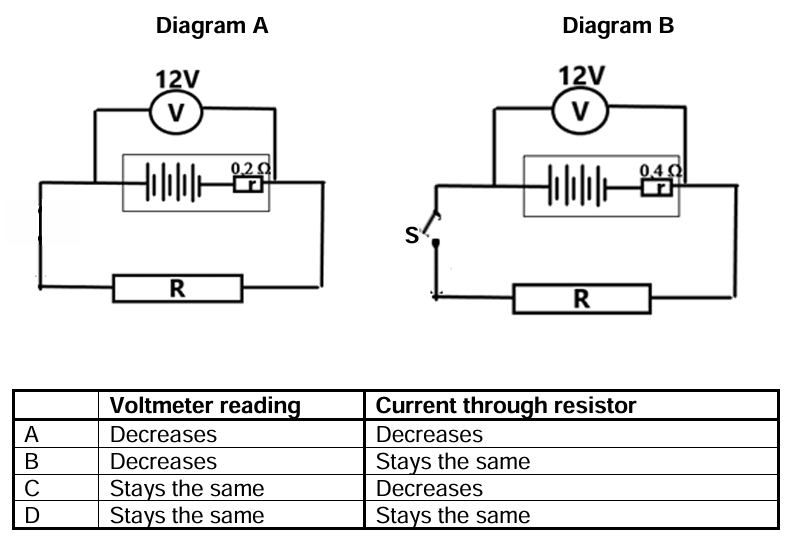 Diagram A Diagram B
12V 12V
V V
0.2 Ω 0.4 Ω
r r
S
R R
Voltmeter reading Current through resistor
A Decreases Decreases
B Decreases Stays the same
C Stays the same Decreases
D Stays the same Stays the same